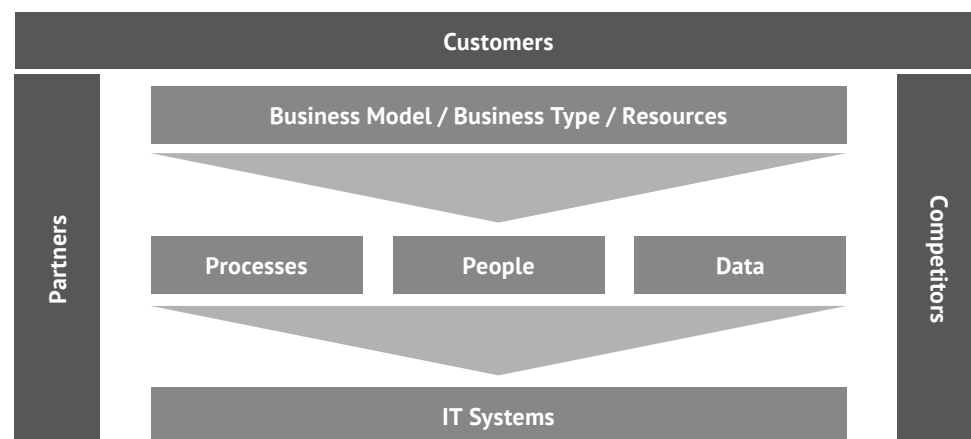 Customers
Business Model / Business Type / Resources
Partners
Competitors
Processes
People
Data
IT Systems